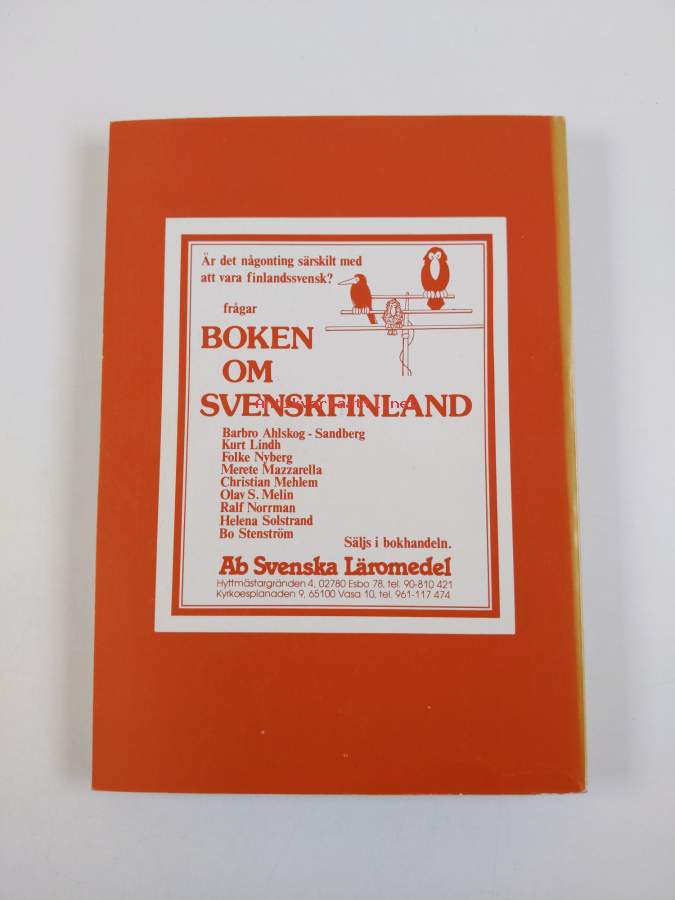 Är det någonting särskilt med
att vara finlandssvensk?
frågar
BOKEN
OM
SVENSKFINLAND
Barbro Ahlskog - Sandberg
Kurt Lindh
Folke Nyberg
Merete Mazzarella
Christian Mehlem
Olav S. Melin
Ralf Norrman
Helena Solstrand
Bo Stenström
Säljs i bokhandeln.
Ab Svenska Läromedel
Hyttmästargränden 4, 02780 Esbo 78, tel. 90-810 421
Kyrkoesplanaden 9, 65100 Vasa 10, tel. 961-117 474